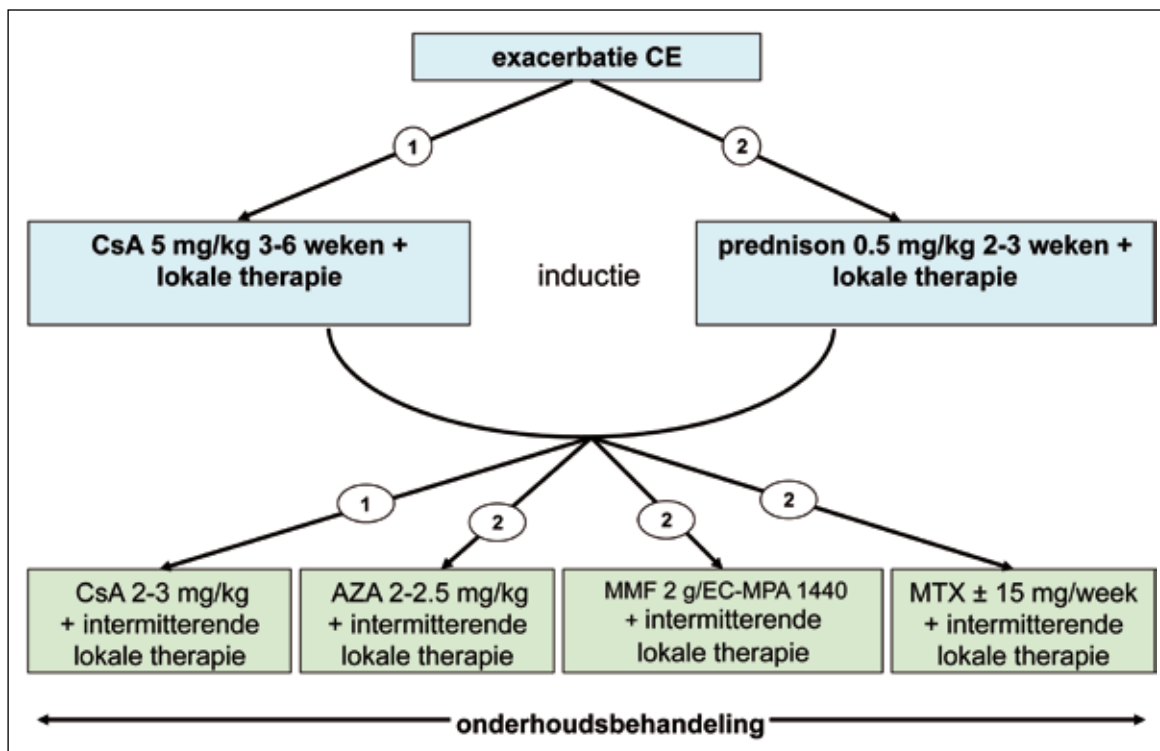 exacerbatie CE
1
2
CsA 5 mg/kg 3-6 weken +
lokale therapie
inductie
prednison 0.5 mg/kg 2-3 weken +
lokale therapie
1
2
2
2
CsA 2-3 mg/kg
+ intermitterende
lokale therapie
AZA 2-2.5 mg/kg
+ intermitterende
lokale therapie
MMF 2 g/EC-MPA 1440
+ intermitterende
lokale therapie
MTX ± 15 mg/week
+ intermitterende
lokale therapie
onderhoudsbehandeling